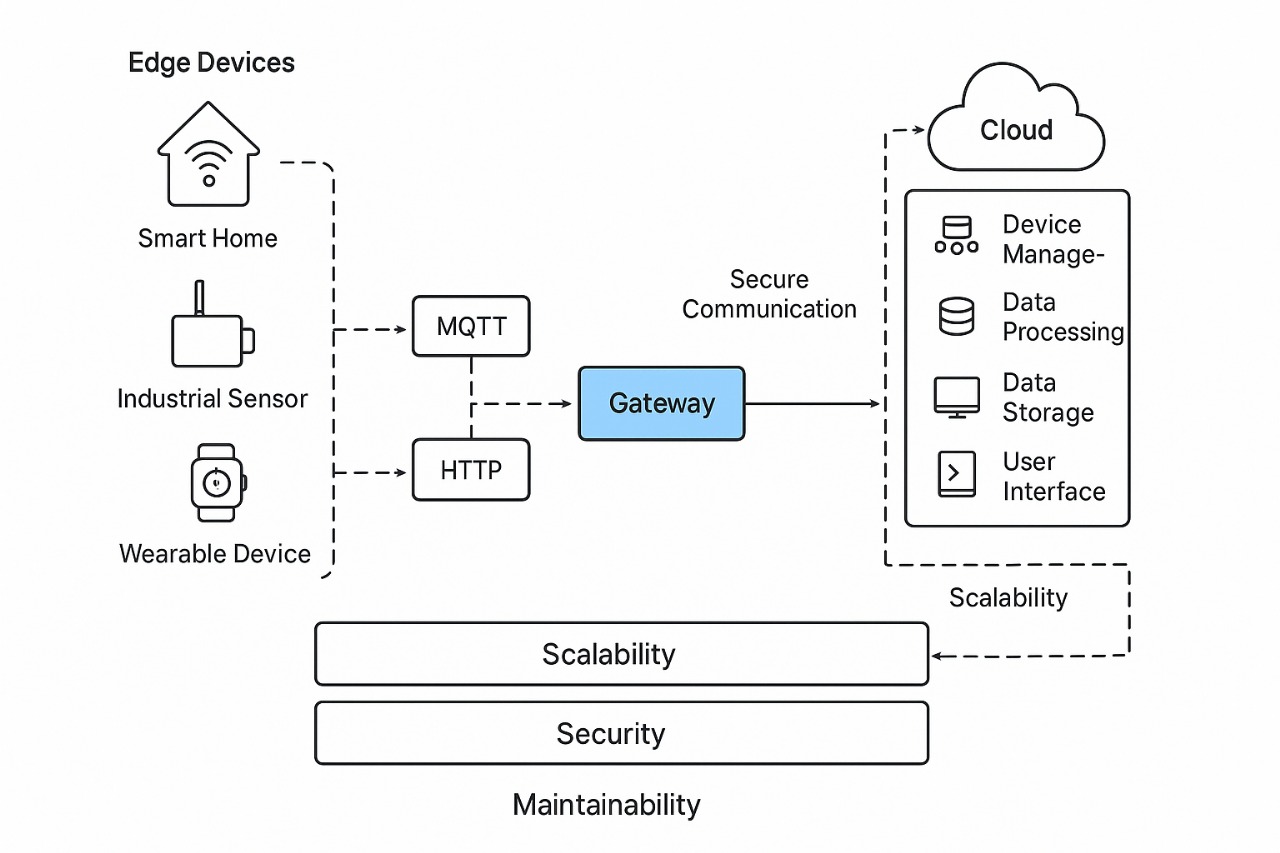 Edge Devices
Smart Home
Industrial Sensor
Wearable Device
MQTT
HTTP
Gateway
Secure
Communication
Cloud
Device
Manage-
Data
Processing
Data
Storage
User
Interface
Scalability
Scalability
Security
Maintainability